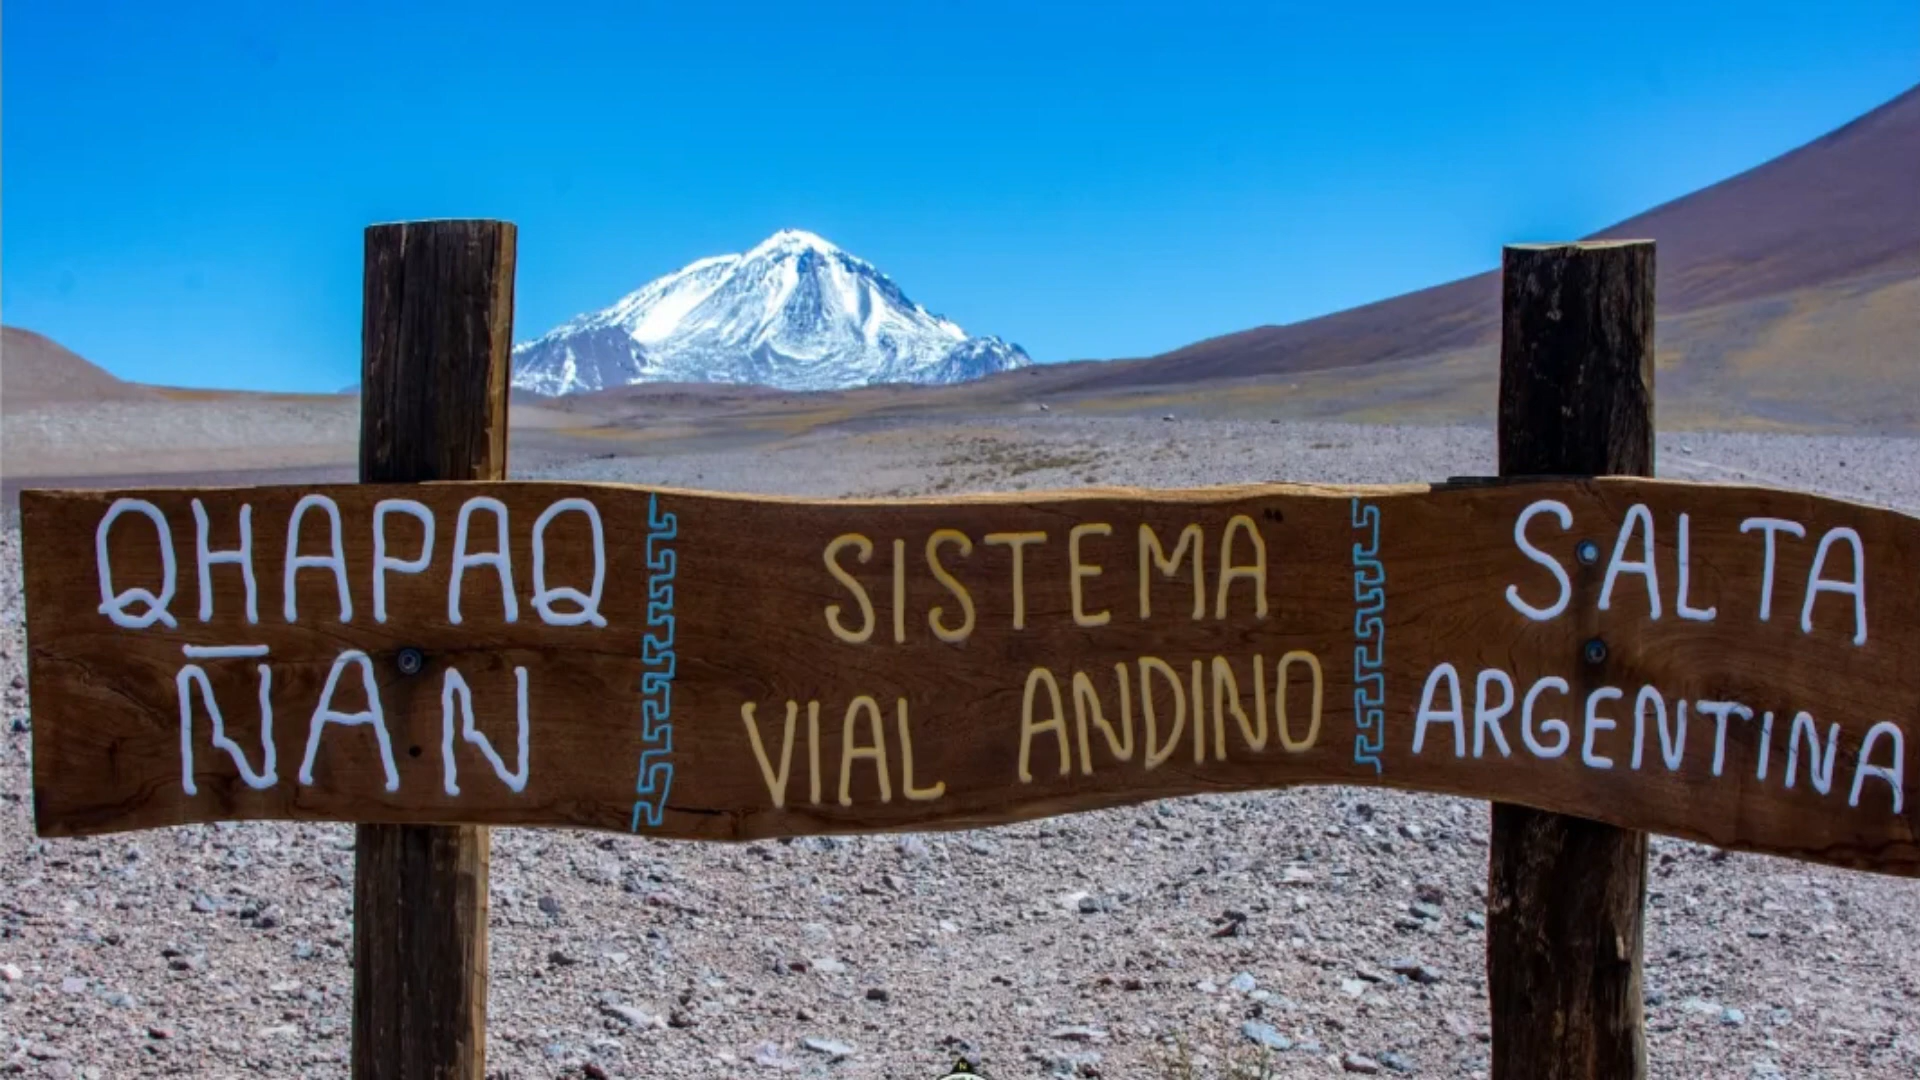 QHAPAQ
ÑAN
SISTEMA
VIAL ANDINO
SALTA
ARGENTINA
N